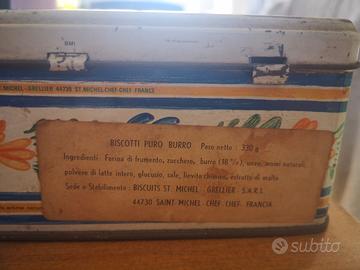 BMI
MICHEL - GRELLIER 44730 ST. MICHEL-CHEF-CHEF FRANCE
BISCOTTI PURO BURRO Peso netto : 330 g
Ingredienti: Farina di frumento, zucchero, burro (18 %), uova, aromi naturali,
polvere di latte intero, glucosio, sale, lievito chimico, estratto di malto
Sede e Stabilimento : BISCUITS ST. MICHEL - GRELLIER - S.A.R.L.
44730 SAINT-MICHEL CHEF CHEF - FRANCIA
subito